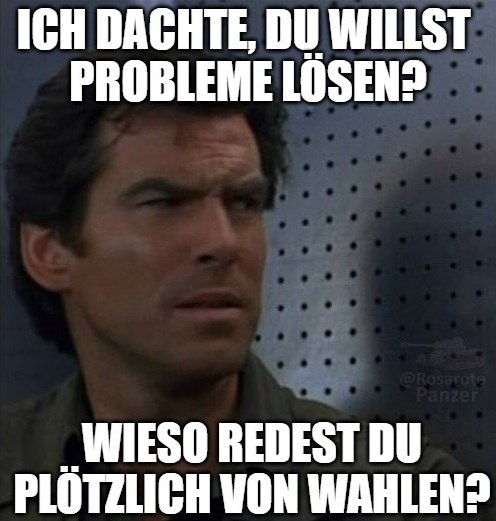 ICH DACHTE, DU WILLST
PROBLEME LÖSEN?
@Rosarote
Panzer
WIESO REDEST DU
PLÖTZLICH VON WAHLEN?